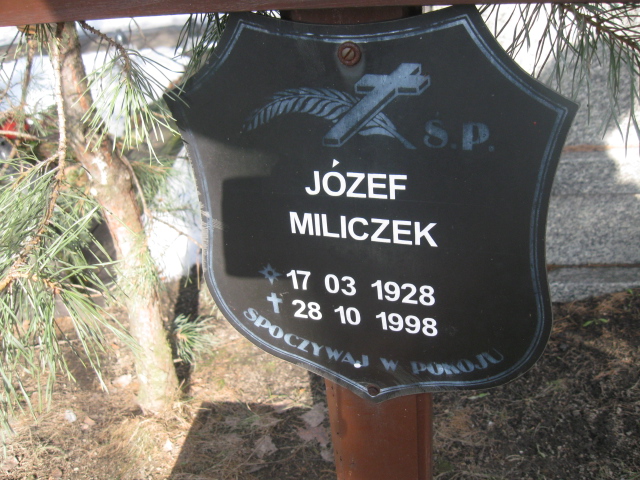 Ś.P.
JÓZEF
MILICZEK
17 03 1928
28 10 1998
SPOCZYWAJ W POKOJU